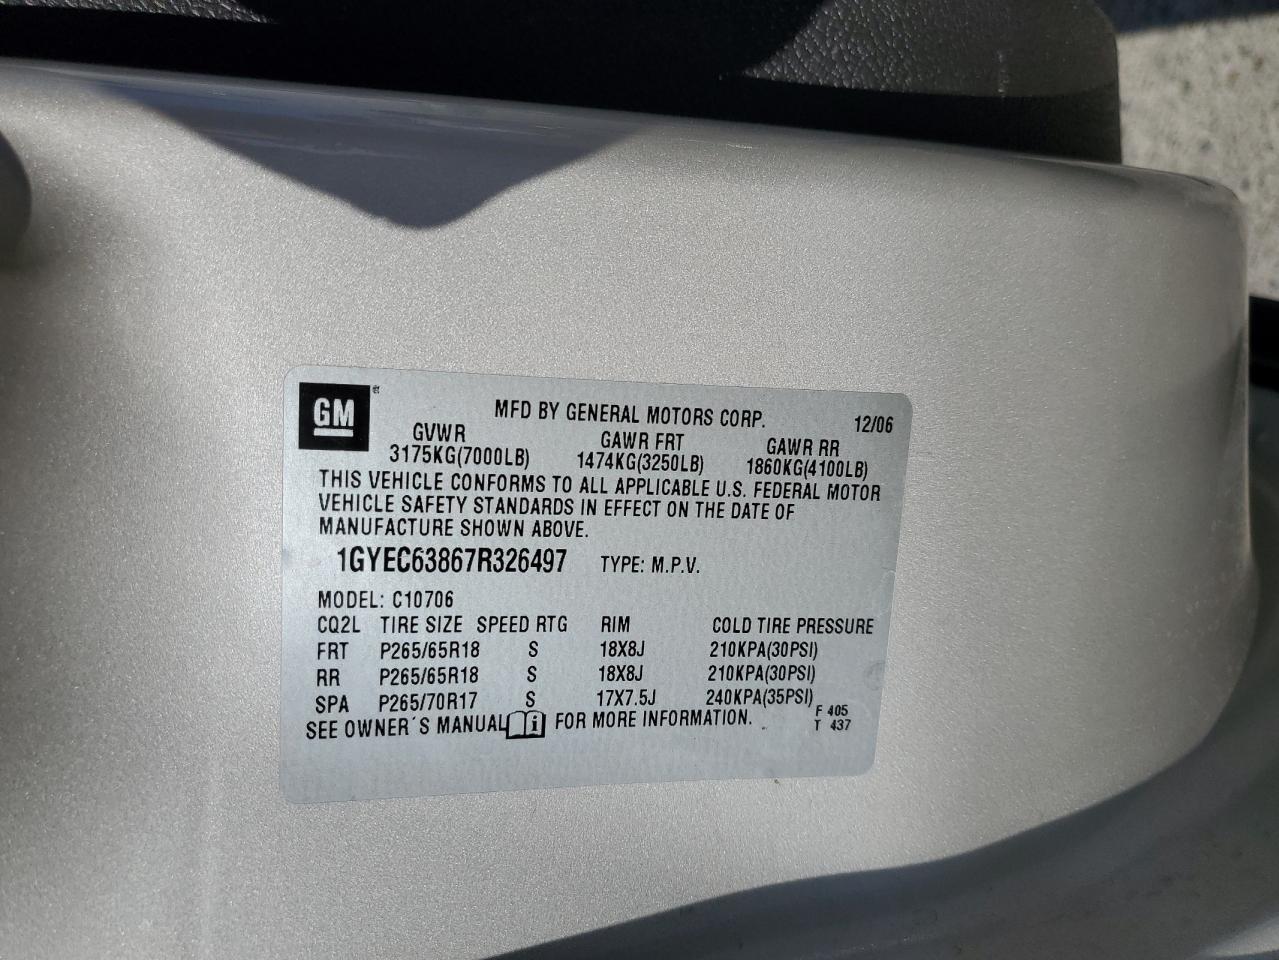 GM ®
MFD BY GENERAL MOTORS CORP. 12/06
GVWR GAWR FRT GAWR RR
3175KG(7000LB) 1474KG(3250LB) 1860KG(4100LB)
THIS VEHICLE CONFORMS TO ALL APPLICABLE U.S. FEDERAL MOTOR
VEHICLE SAFETY STANDARDS IN EFFECT ON THE DATE OF
MANUFACTURE SHOWN ABOVE.
1GYEC63867R326497 TYPE: M.P.V.
MODEL: C10706
CQ2L TIRE SIZE SPEED RTG RIM COLD TIRE PRESSURE
FRT P265/65R18 S 18X8J 210KPA(30PSI)
RR P265/65R18 S 18X8J 210KPA(30PSI)
SPA P265/70R17 S 17X7.5J 240KPA(35PSI)
SEE OWNER´S MANUAL i FOR MORE INFORMATION. F 405
T 437